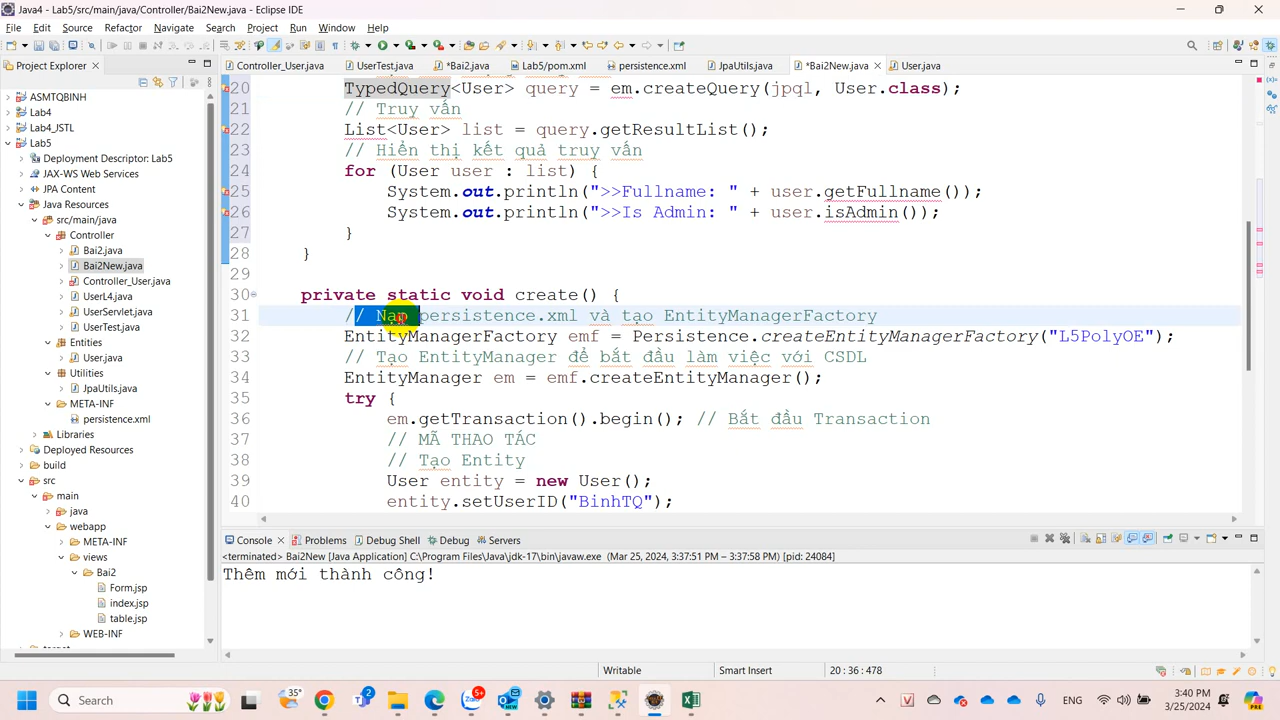 Java4 - Lab5/src/main/java/Controller/Bai2New.java - Eclipse IDE
File Edit Source Refactor Navigate Search Project Run Window Help
Project Explorer
Controller_User.java UserTest.java *Bai2.java Lab5/pom.xml persistence.xml JpaUtils.java *Bai2New.java User.java
ASMTQBINH
Lab4
Lab4_JSTL
Lab5
Deployment Descriptor: Lab5
JAX-WS Web Services
JPA Content
Java Resources
src/main/java
Controller
Bai2.java
Bai2New.java
Controller_User.java
UserL4.java
UserServlet.java
UserTest.java
Entities
User.java
Utilities
JpaUtils.java
META-INF
persistence.xml
Libraries
Deployed Resources
build
src
main
java
webapp
META-INF
views
Bai2
Form.jsp
index.jsp
table.jsp
WEB-INF
20 TypedQuery<User> query = em.createQuery(jpql, User.class);
21 // Truy vấn
22 List<User> list = query.getResultList();
23 // Hiển thị kết quả truy vấn
24 for (User user : list) {
25 System.out.println(">>Fullname: " + user.getFullname());
26 System.out.println(">>Is Admin: " + user.isAdmin());
27 }
28 }
29
30 private static void create() {
31 // Nạp persistence.xml và tạo EntityManagerFactory
32 EntityManagerFactory emf = Persistence.createEntityManagerFactory("L5PolyOE");
33 // Tạo EntityManager để bắt đầu làm việc với CSDL
34 EntityManager em = emf.createEntityManager();
35 try {
36 em.getTransaction().begin(); // Bắt đầu Transaction
37 // MÃ THAO TÁC
38 // Tạo Entity
39 User entity = new User();
40 entity.setUserID("BinhTQ");
Console Problems Debug Shell Debug Servers
<terminated> Bai2New [Java Application] C:\Program Files\Java\jdk-17\bin\javaw.exe (Mar 25, 2024, 3:37:51 PM – 3:37:58 PM) [pid: 24084]
Thêm mới thành công!
Writable Smart Insert 20 : 36 : 478
Search 35° 2 5+ ENG 3:40 PM
3/25/2024